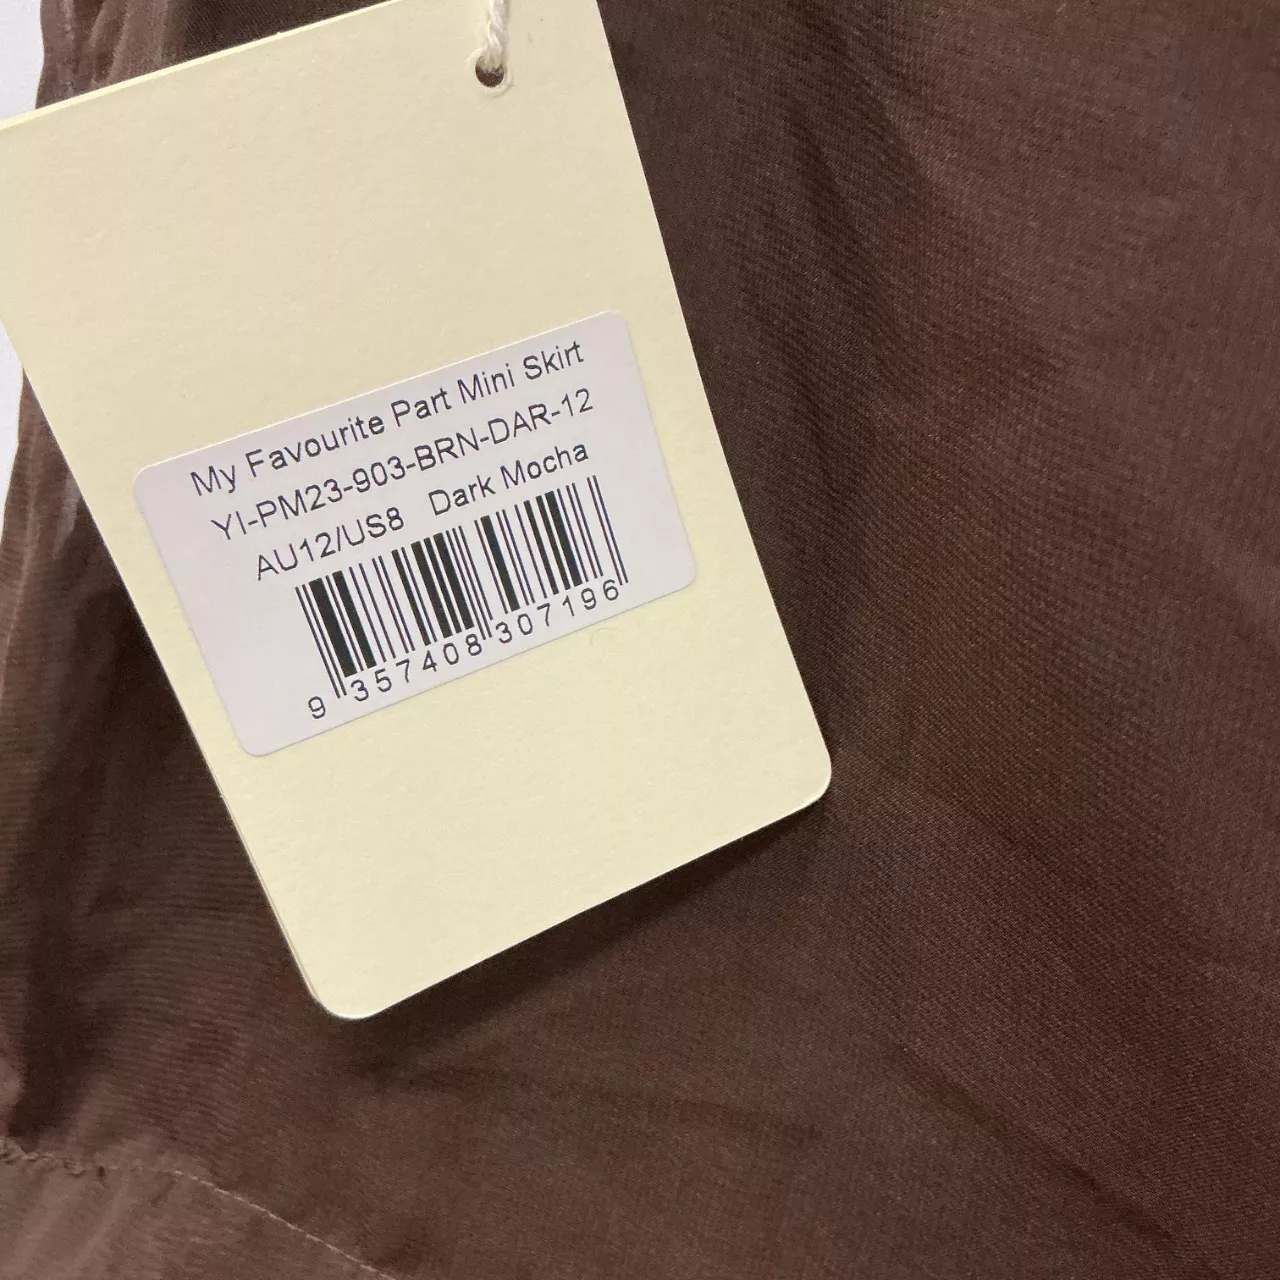 My Favourite Part Mini Skirt
YI-PM23-903-BRN-DAR-12
AU12/US8 Dark Mocha
9 357408 307196